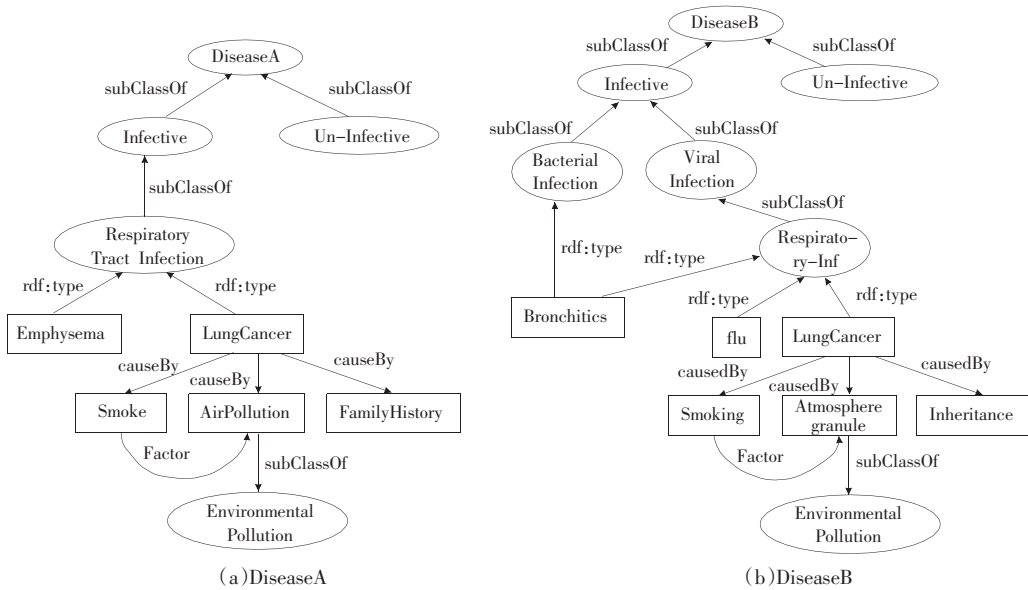 DiseaseA
subClassOf
subClassOf
Infective
Un-Infective
subClassOf
Respiratory
Tract Infection
rdf:type
rdf:type
Emphysema
LungCancer
causeBy
causeBy
causeBy
Smoke
AirPollution
FamilyHistory
Factor
subClassOf
Environmental
Pollution
(a)DiseaseA
DiseaseB
subClassOf
subClassOf
Infective
Un-Infective
subClassOf
subClassOf
Bacterial
Infection
Viral
Infection
subClassOf
rdf:type
rdf:type
Respirato-
ry-Inf
rdf:type
rdf:type
Bronchitics
flu
LungCancer
causedBy
causedBy
causedBy
Smoking
Atmosphere
granule
Inheritance
Factor
subClassOf
Environmental
Pollution
(b)DiseaseB